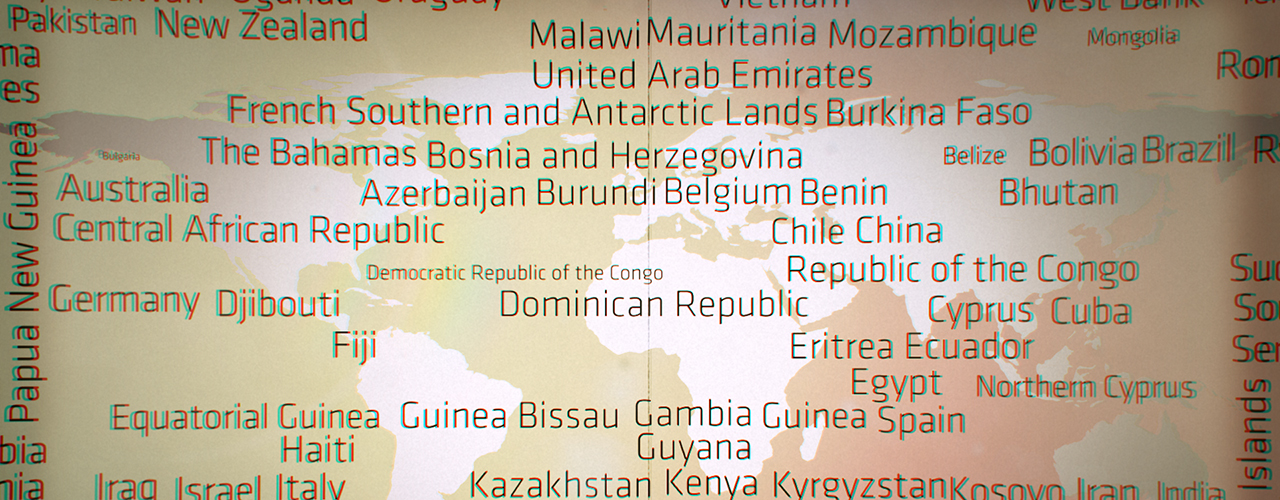 Uruguay
Vietnam
West Bank
Pakistan New Zealand
Malawi Mauritania Mozambique Mongolia
United Arab Emirates
French Southern and Antarctic Lands Burkina Faso
Bulgaria The Bahamas Bosnia and Herzegovina Belize Bolivia Brazil
Australia Azerbaijan Burundi Belgium Benin Bhutan
Central African Republic Chile China
Democratic Republic of the Congo Republic of the Congo
Germany Djibouti Dominican Republic Cyprus Cuba
Fiji Eritrea Ecuador
Egypt Northern Cyprus
Equatorial Guinea Guinea Bissau Gambia Guinea Spain
Haiti Guyana
Iraq Israel Italy Kazakhstan Kenya Kyrgyzstan Kosovo Iran India
Papua New Guinea
Islands